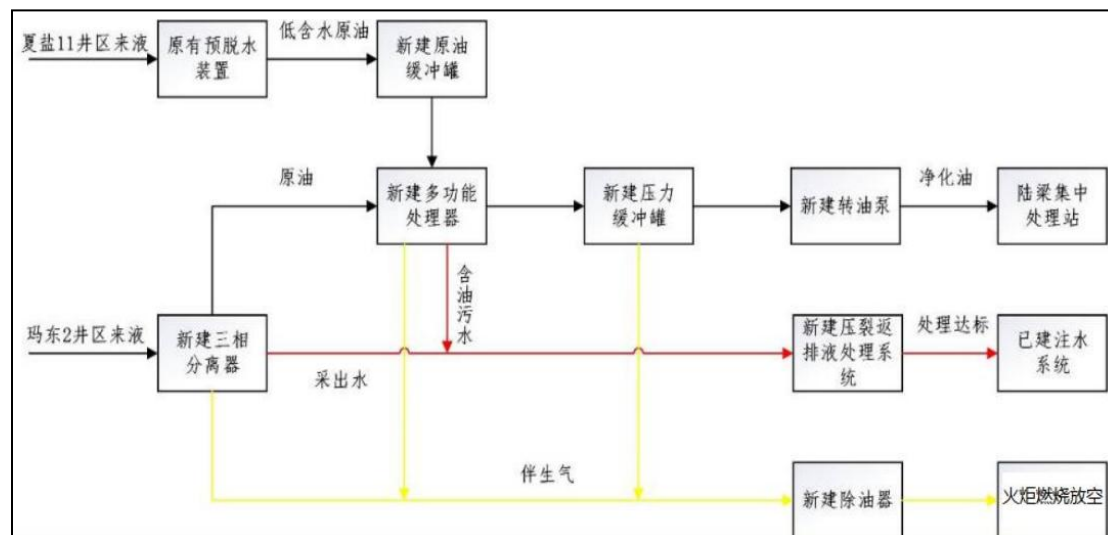 夏盐11井区来液
原有预脱水
装置
低含水原油
新建原油
缓冲罐
原油
新建多功能
处理器
新建压力
缓冲罐
新建转油泵
净化油
陆梁集中
处理站
含油污水
玛东2井区来液
新建三相
分离器
采出水
新建压裂返
排液处理系
统
处理达标
已建注水
系统
伴生气
新建除油器
火炬燃烧放空